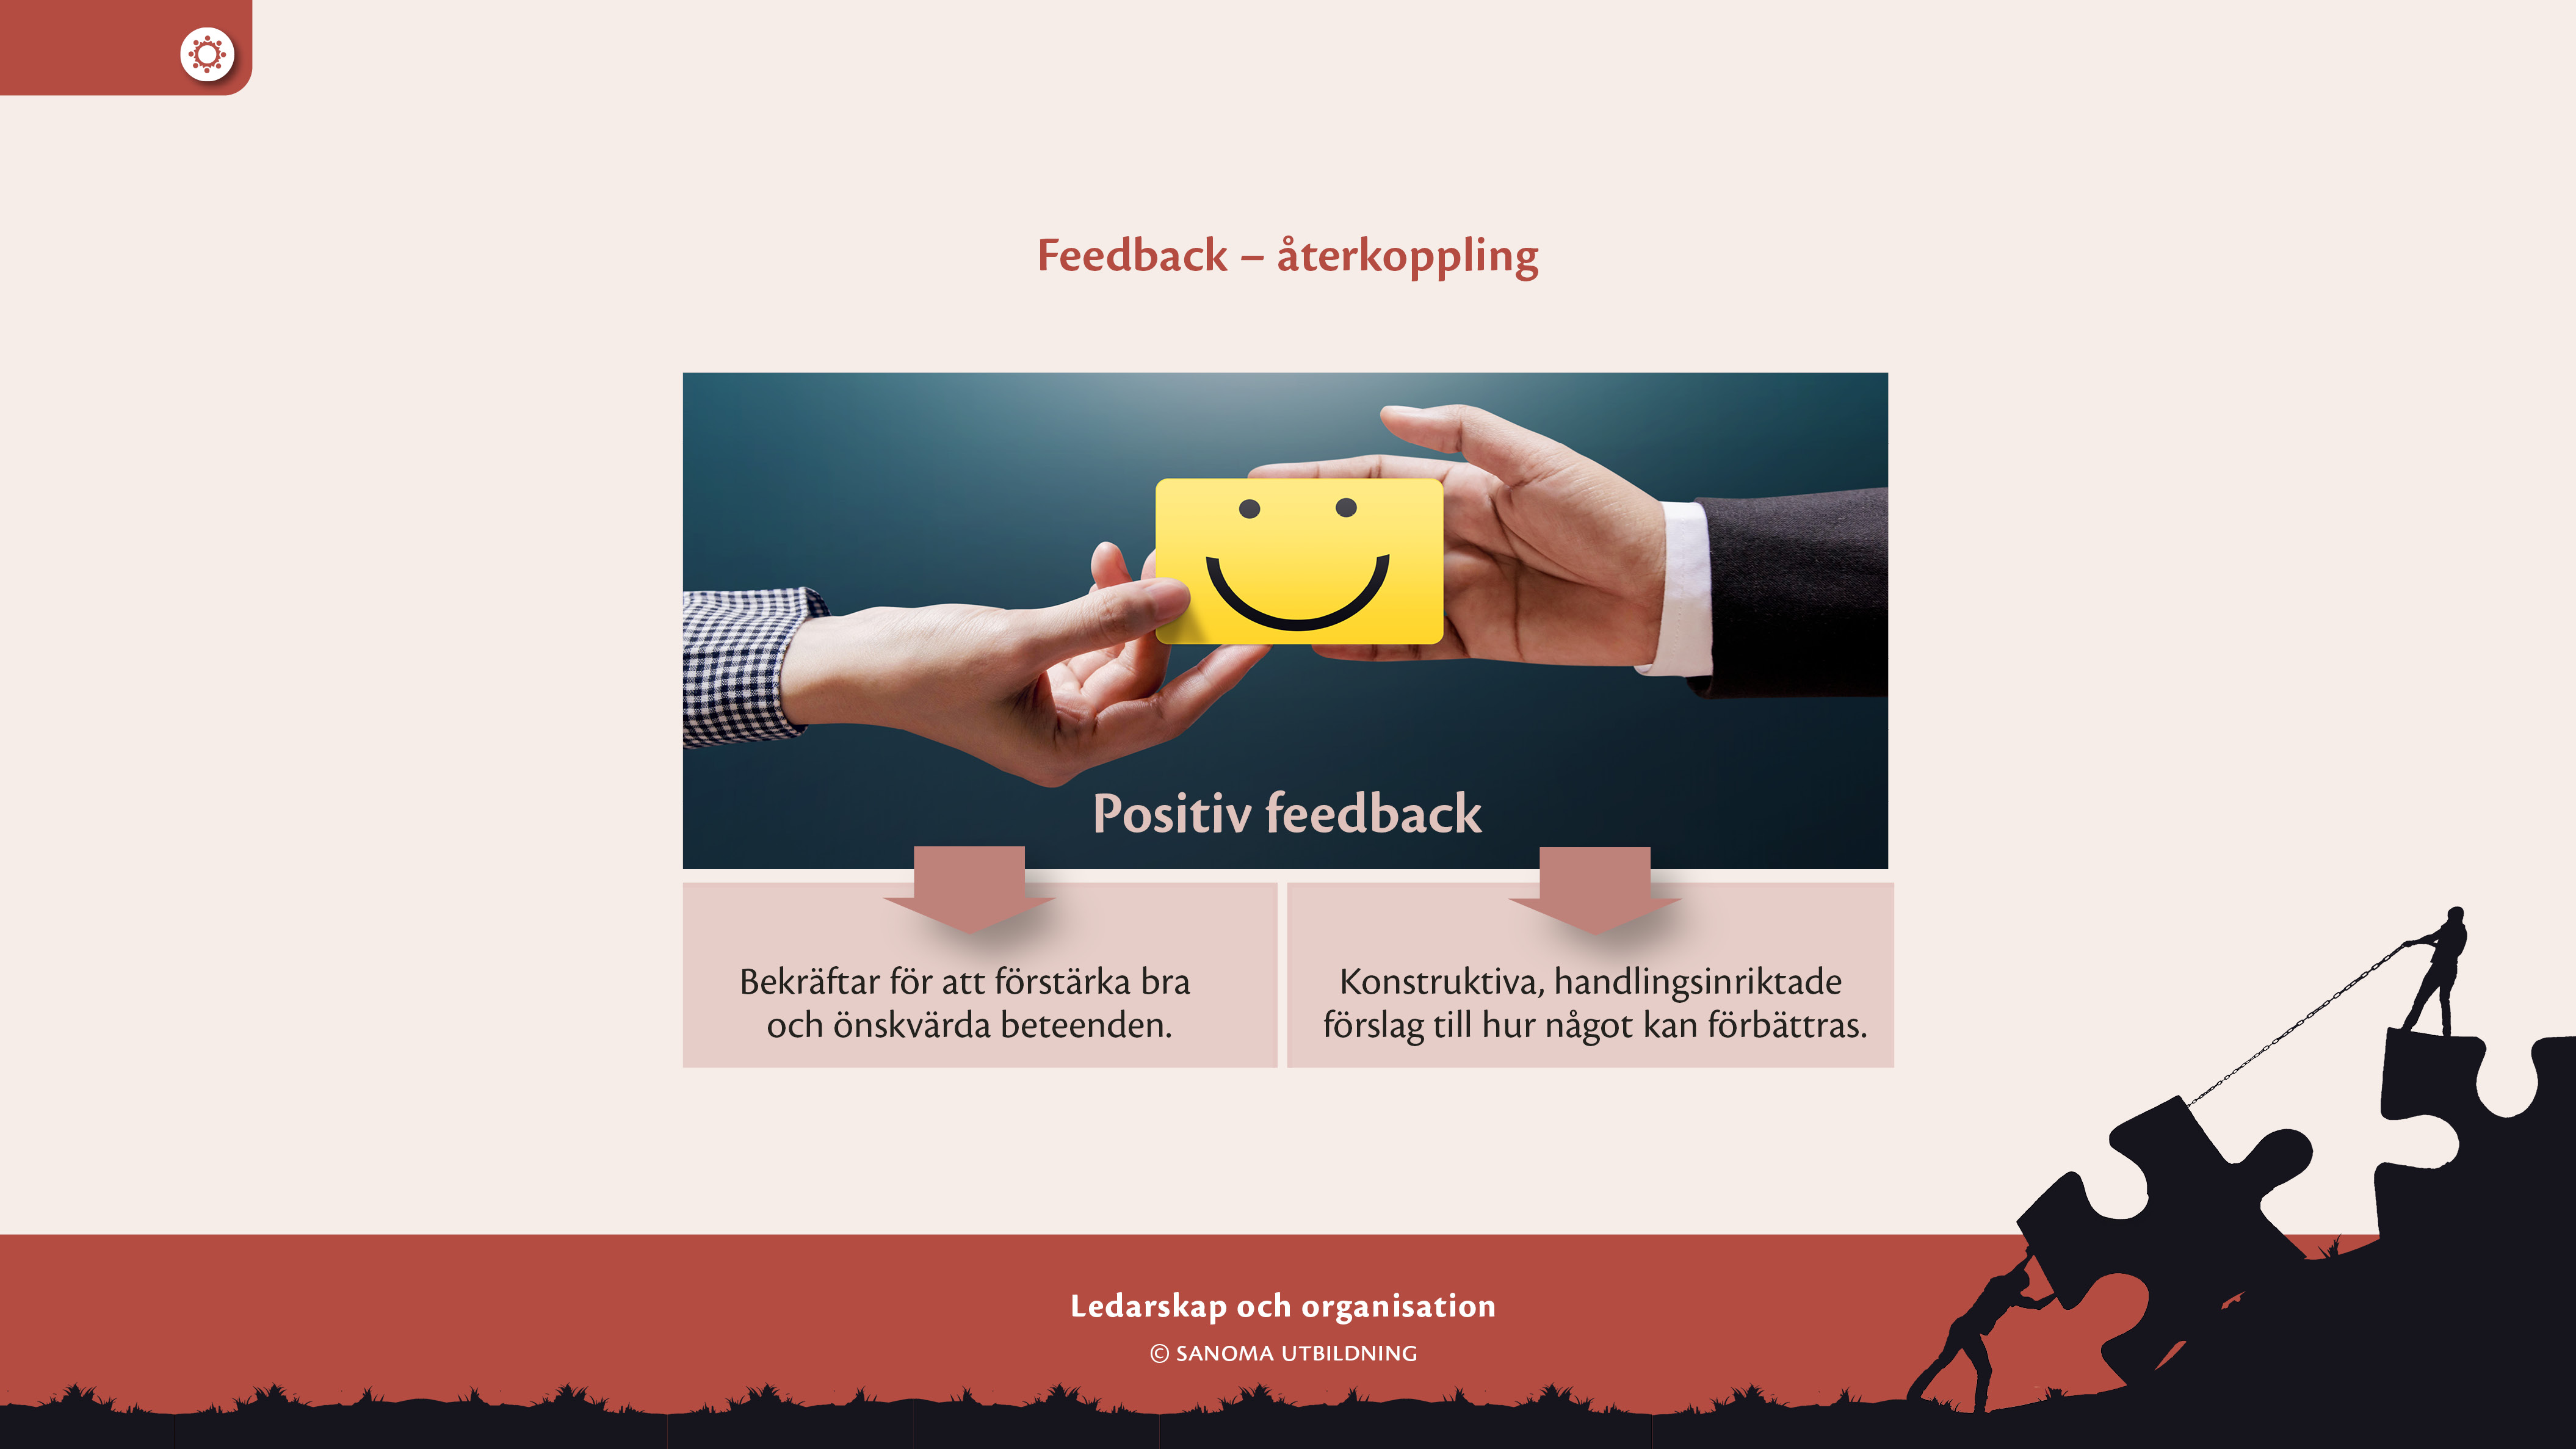 Feedback – återkoppling
Positiv feedback
Bekräftar för att förstärka bra
och önskvärda beteenden.
Konstruktiva, handlingsinriktade
förslag till hur något kan förbättras.
Ledarskap och organisation
© SANOMA UTBILDNING